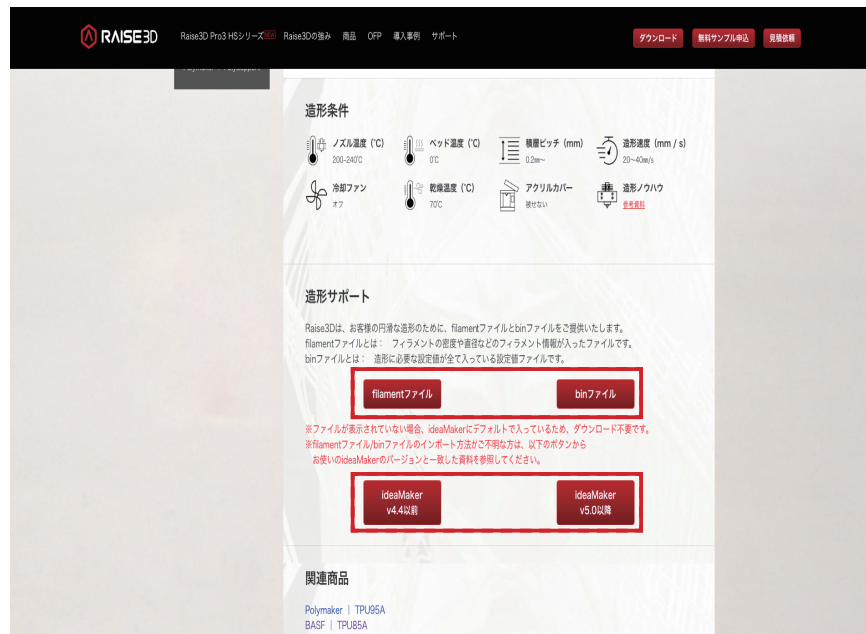 RAISE3D
Raise3D Pro3 HSシリーズNEW Raise3Dの強み 商品 OFP 導入事例 サポート
ダウンロード 無料サンプル申込 見積依頼
造形条件
ノズル温度（℃） ベッド温度（℃） 積層ピッチ（mm） 造形速度（mm / s）
200-240℃ 0℃ 0.2mm〜 20〜40mm/s
冷却ファン 乾燥温度（℃） アクリルカバー 造形ノウハウ
オフ 70℃ 被せない 参考資料
造形サポート
Raise3Dは、お客様の円滑な造形のために、filamentファイルとbinファイルをご提供いたします。
filamentファイルとは： フィラメントの密度や直径などのフィラメント情報が入ったファイルです。
binファイルとは： 造形に必要な設定値が全て入っている設定値ファイルです。
filamentファイル binファイル
※ファイルが表示されていない場合、ideaMakerにデフォルトで入っているため、ダウンロード不要です。
※filamentファイル/binファイルのインポート方法がご不明な方は、以下のボタンから
お使いのideaMakerのバージョンと一致した資料を参照してください。
ideaMaker ideaMaker
v4.4以前 v5.0以降
関連商品
Polymaker | TPU95A
BASF | TPU85A